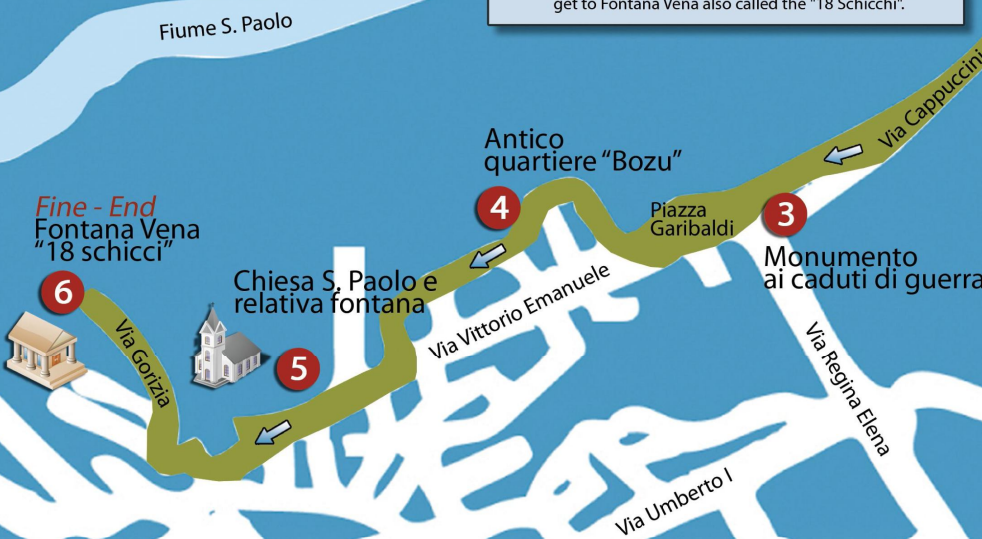 get to Fontana Vena also called the "18 Schicchi".
Fiume S. Paolo
Via Cappuccini
Antico
quartiere "Bozu"
4
Piazza
Garibaldi
3
Monumento
ai caduti di guerra
Fine - End
Fontana Vena
"18 schicci"
6
Chiesa S. Paolo e
relativa fontana
5
Via Vittorio Emanuele
Via Gorizia
Via Regina Elena
Via Umberto I